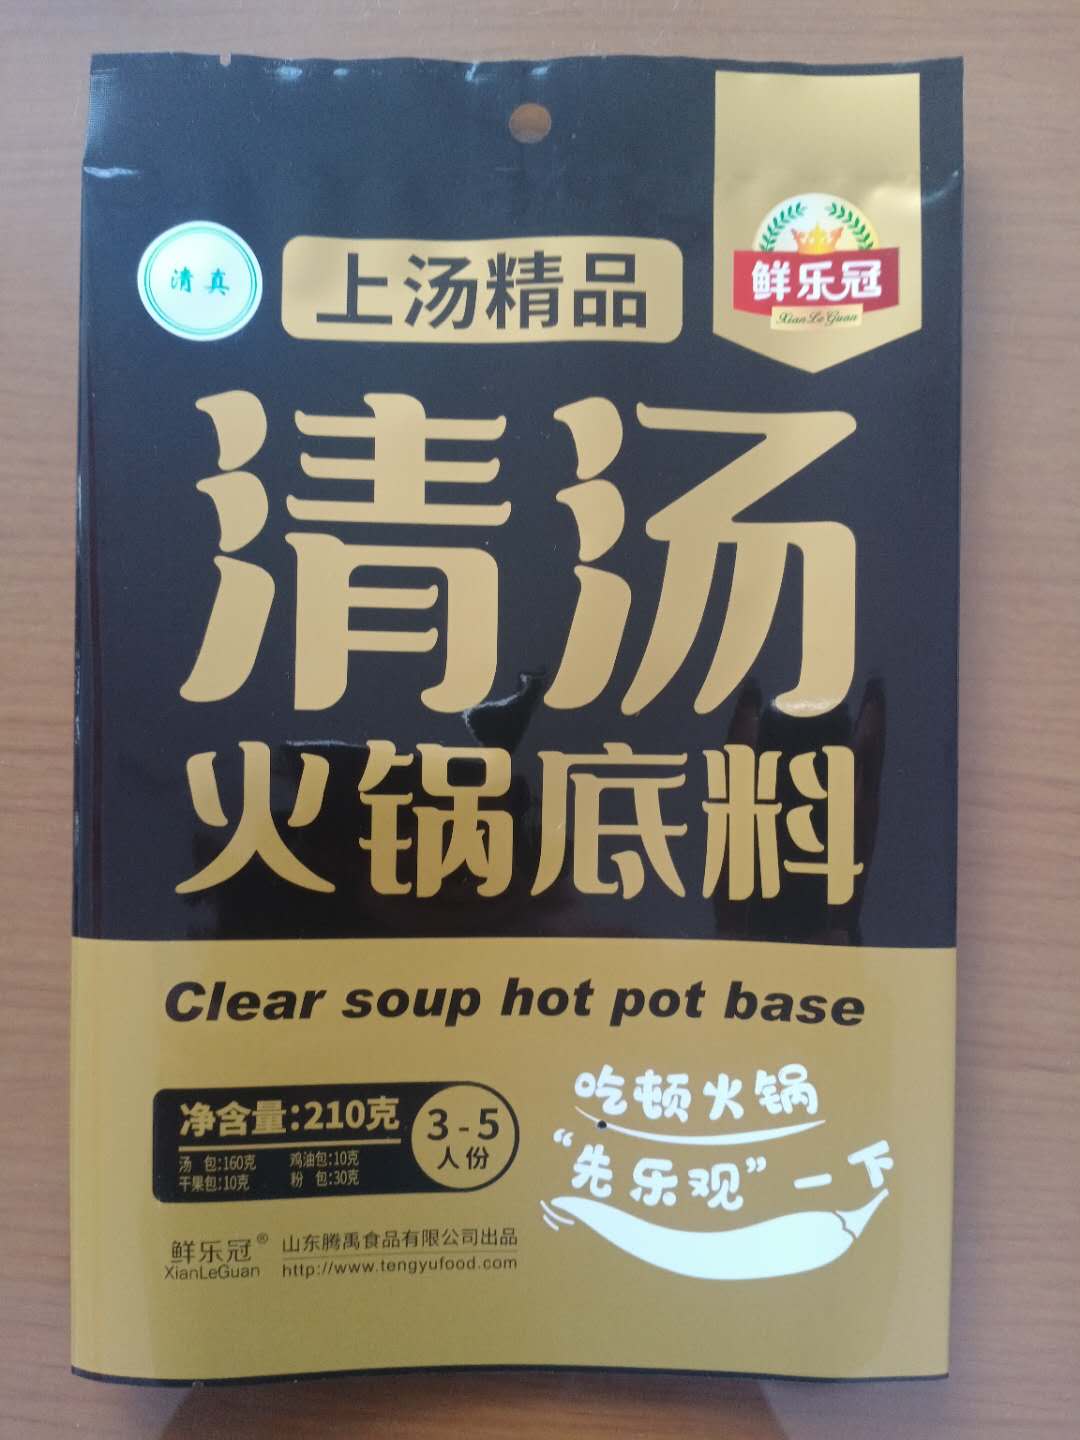 清真
上汤精品
鲜乐冠
XianLeGuan
清汤
火锅底料
Clear soup hot pot base
净含量:210克
汤 包:160克 鸡油包:10克
干果包:10克 粉 包:30克
3-5
人份
吃顿火锅
“先乐观”一下
鲜乐冠®
XianLeGuan
山东腾禹食品有限公司出品
http://www.tengyufood.com